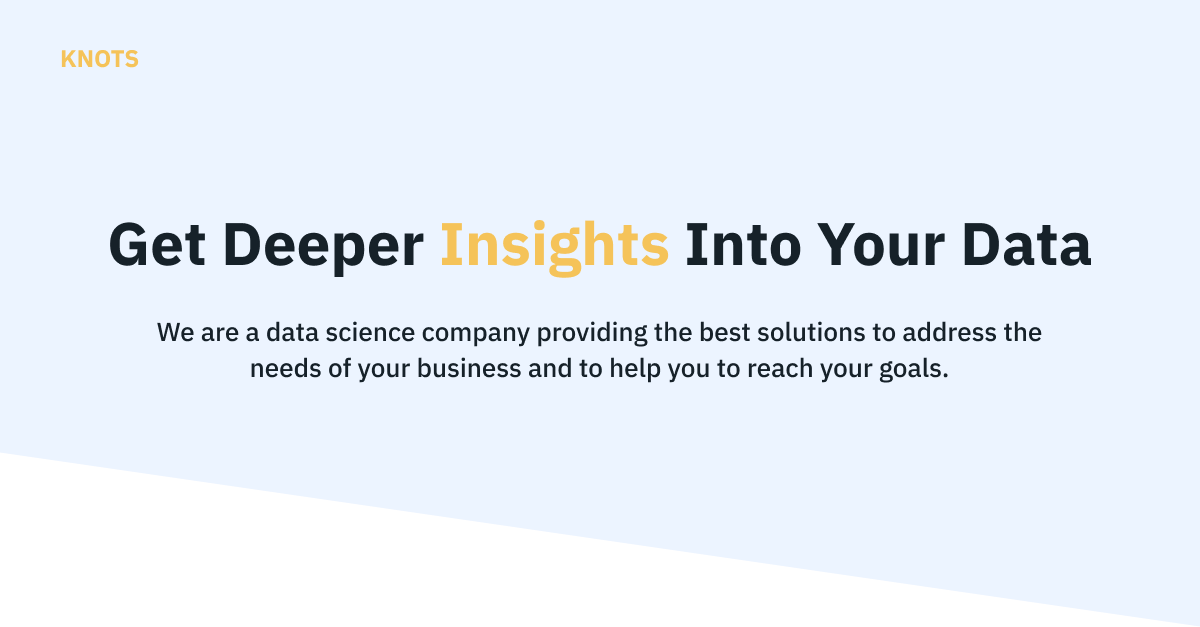 KNOTS
Get Deeper Insights Into Your Data
We are a data science company providing the best solutions to address the
needs of your business and to help you to reach your goals.